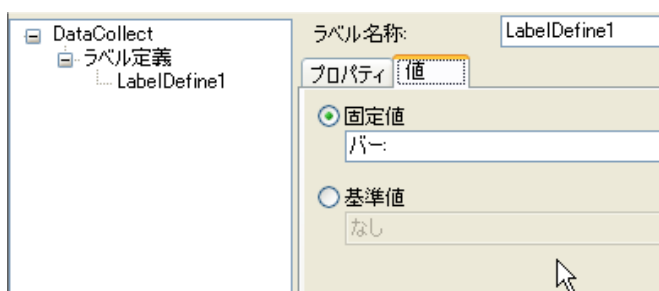 DataCollect
ラベル定義
LabelDefine1
ラベル名称:
LabelDefine1
プロパティ
値
固定値
バー:
基準値
なし